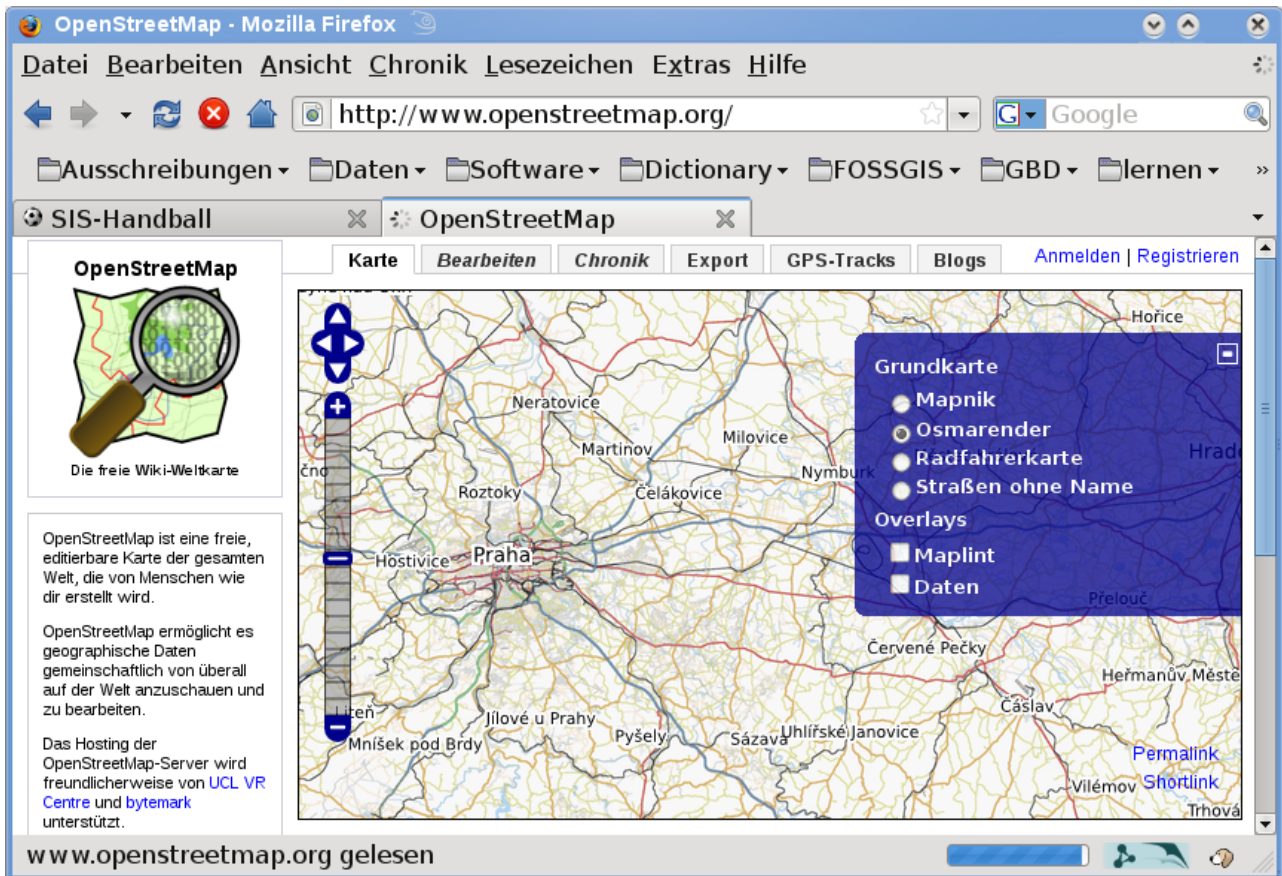 OpenStreetMap - Mozilla Firefox
Datei Bearbeiten Ansicht Chronik Lesezeichen Extras Hilfe
http://www.openstreetmap.org/
G Google
Ausschreibungen Daten Software Dictionary FOSSGIS GBD lernen »
SIS-Handball OpenStreetMap
Karte Bearbeiten Chronik Export GPS-Tracks Blogs Anmelden | Registrieren
OpenStreetMap
Die freie Wiki-Weltkarte
OpenStreetMap ist eine freie,
editierbare Karte der gesamten
Welt, die von Menschen wie
dir erstellt wird.
OpenStreetMap ermöglicht es
geographische Daten
gemeinschaftlich von überall
auf der Welt anzuschauen und
zu bearbeiten.
Das Hosting der
OpenStreetMap-Server wird
freundlicherweise von UCL VR
Centre und bytemark
unterstützt.
Hořice
Neratovice
Martinov
Milovice
Nymburk
Roztoky
Čelákovice
Hostivice
Praha
Grundkarte
Mapnik
Osmarender
Radfahrerkarte
Straßen ohne Name
Overlays
Maplint
Daten
Hrad
Přelouč
Červené Pečky
Heřmanův Měste
Čáslav
Liteň
Jílové u Prahy
Mníšek pod Brdy
Pyšely
Sázava
Uhlířské Janovice
Permalink
Shortlink
Vilémov
Trhová
www.openstreetmap.org gelesen